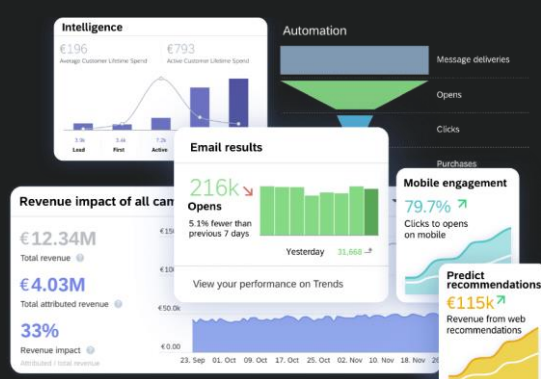 Intelligence
€196
€793
Average Customer Lifetime Spend
Active Customer Lifetime Spend
Lead
First
Active
Automation
Message deliveries
Opens
Clicks
Purchases
Email results
216k
Opens
5.1% fewer than
previous 7 days
Yesterday 31,668
View your performance on Trends
Mobile engagement
79.7%
Clicks to opens
on mobile
Predict
recommendations
€115k
Revenue from web
recommendations
Revenue impact of all
€12.34M
Total revenue
€4.03M
Total attributed revenue
33%
Revenue impact
Attributed / total revenue
€50.0k
€0.00
23. Sep 01. Oct 09. Oct 17. Oct 25. Oct 02. Nov 10. Nov 18. Nov